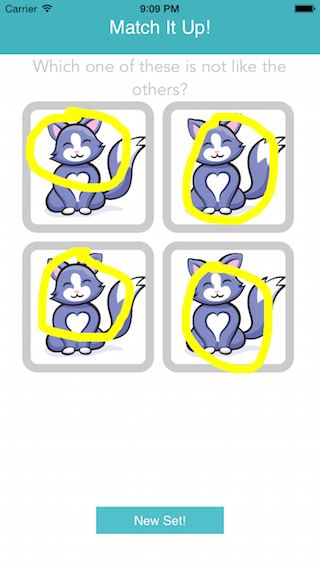 Carrier 9:09 PM
Match It Up!
Which one of these is not like the
others?
New Set!